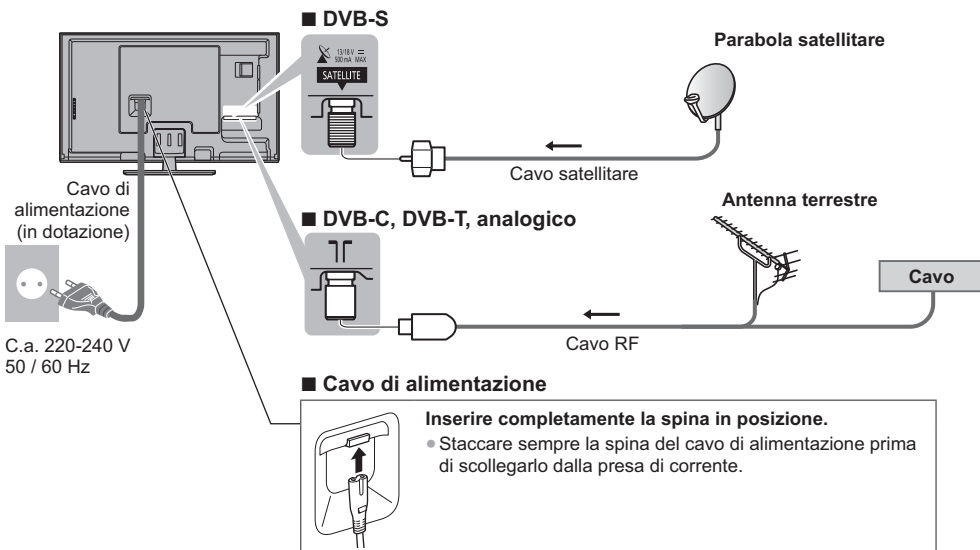 ■ DVB-S
13/18 V ⎓
500 mA MAX
SATELLITE
Parabola satellitare
Cavo satellitare
Cavo di
alimentazione
(in dotazione)
C.a. 220-240 V
50 / 60 Hz
■ DVB-C, DVB-T, analogico
Antenna terrestre
Cavo
Cavo RF
■ Cavo di alimentazione
Inserire completamente la spina in posizione.
● Staccare sempre la spina del cavo di alimentazione prima
di scollegarlo dalla presa di corrente.